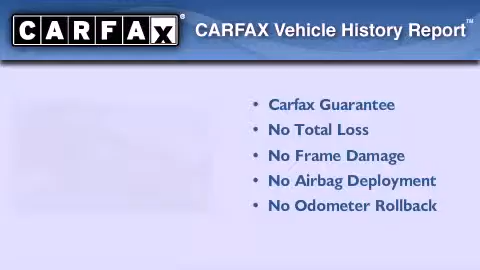 CARFAX® CARFAX Vehicle History Report™
• Carfax Guarantee
• No Total Loss
• No Frame Damage
• No Airbag Deployment
• No Odometer Rollback